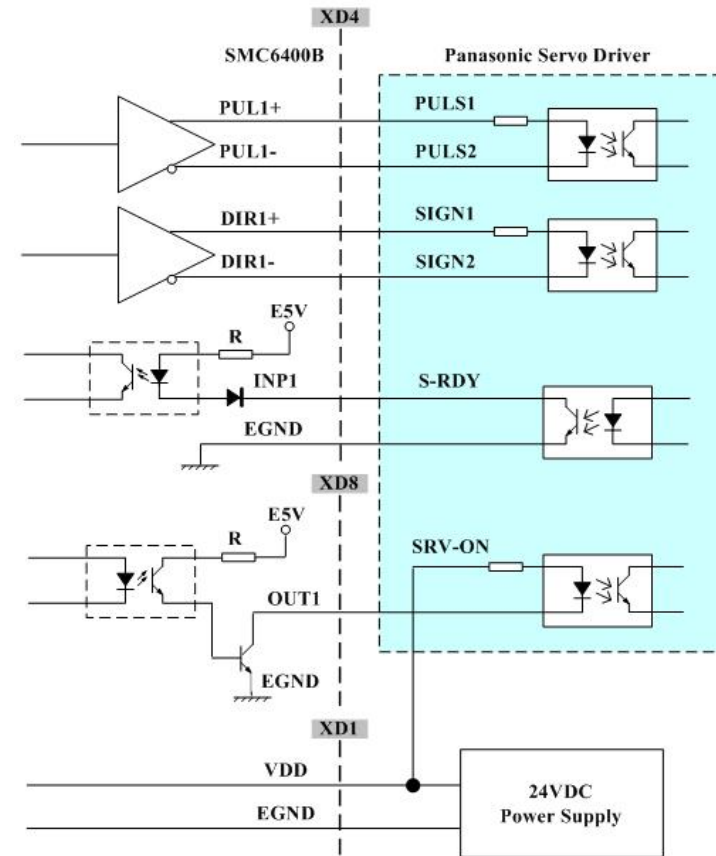 XD4
SMC6400B
Panasonic Servo Driver
PUL1+
PULS1
PUL1-
PULS2
DIR1+
SIGN1
DIR1-
SIGN2
E5V
R
INP1
S-RDY
EGND
XD8
E5V
R
SRV-ON
OUT1
EGND
XD1
VDD
24VDC
Power Supply
EGND